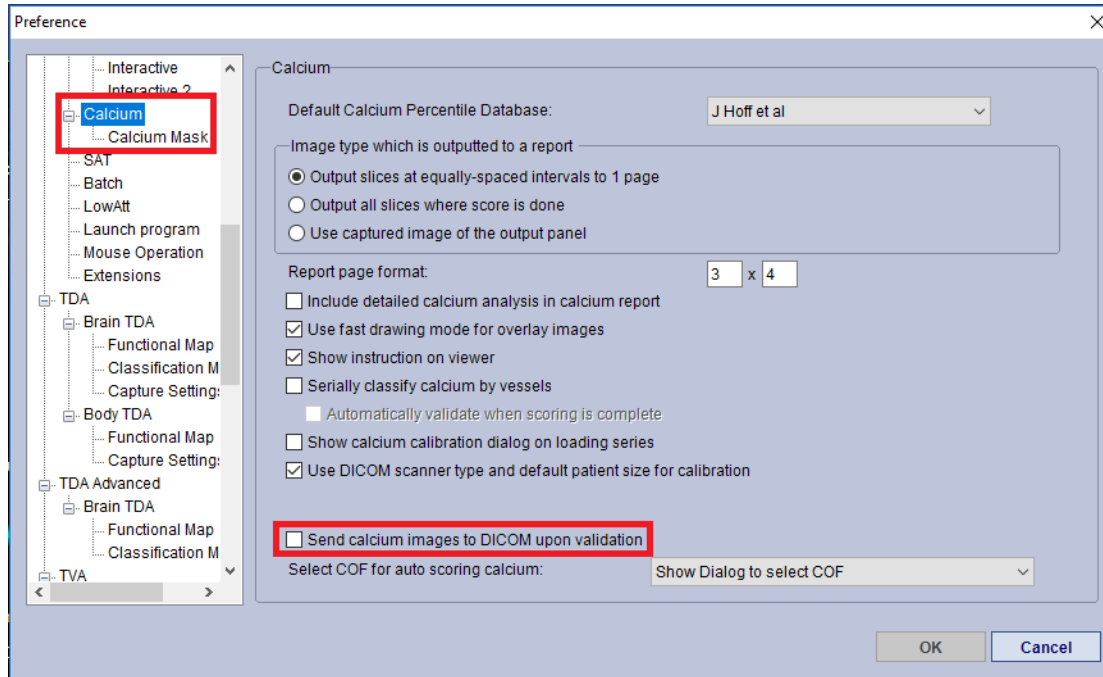 Preference
Interactive
Interactive 2
Calcium
Calcium Mask
SAT
Batch
LowAtt
Launch program
Mouse Operation
Extensions
TDA
Brain TDA
Functional Map
Classification M
Capture Settings
Body TDA
Functional Map
Capture Settings
TDA Advanced
Brain TDA
Functional Map
Classification M
TVA
Calcium
Default Calcium Percentile Database: J Hoff et al
Image type which is outputted to a report
Output slices at equally-spaced intervals to 1 page
Output all slices where score is done
Use captured image of the output panel
Report page format: 3 x 4
Include detailed calcium analysis in calcium report
Use fast drawing mode for overlay images
Show instruction on viewer
Serially classify calcium by vessels
Automatically validate when scoring is complete
Show calcium calibration dialog on loading series
Use DICOM scanner type and default patient size for calibration
Send calcium images to DICOM upon validation
Select COF for auto scoring calcium: Show Dialog to select COF
OK Cancel